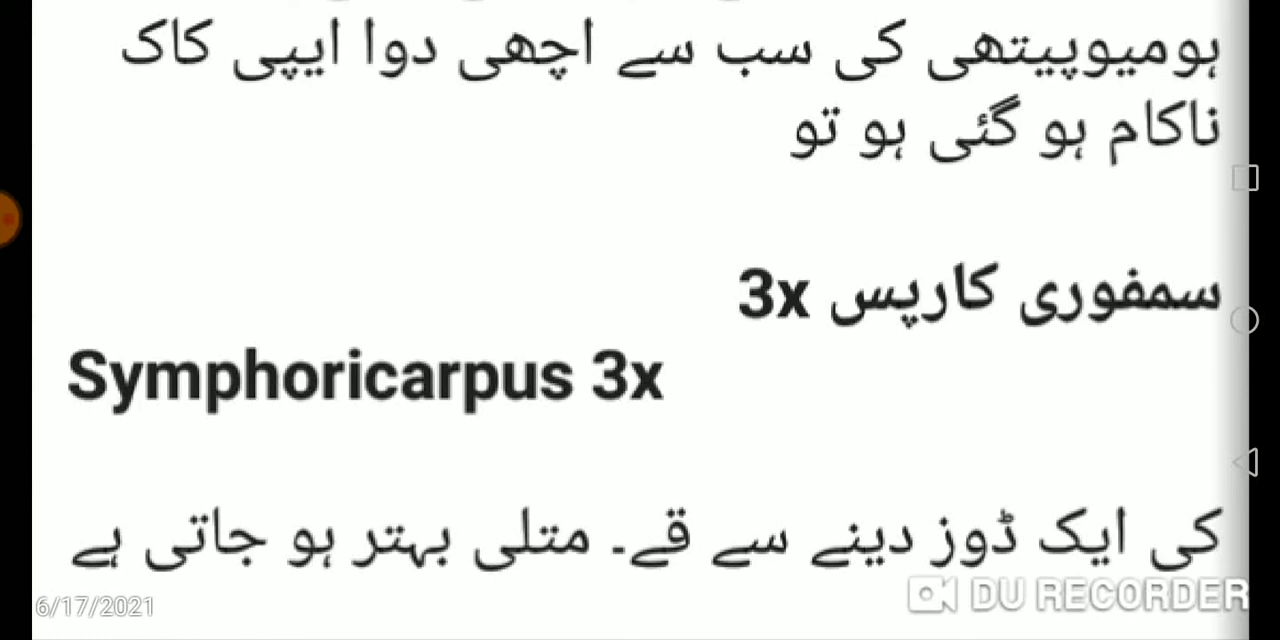 ہومیوپیتھی کی سب سے اچھی دوا ایپی کاک
ناکام ہو گئی ہو تو
سمفوری کارپس 3x
Symphoricarpus 3x
کی ایک ڈوز دینے سے قے۔ متلی بہتر ہو جاتی ہے
6/17/2021
DU RECORDER